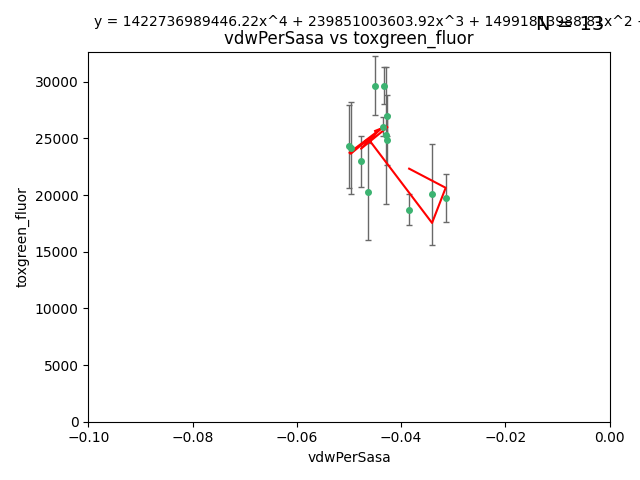 y = 1422736989446.22x^4 + 239851003603.92x^3 +
N = 13
vdwPerSasa vs toxgreen_fluor
30000
25000
20000
15000
10000
5000
0
toxgreen_fluor
−0.10 −0.08 −0.06 −0.04 −0.02 0.00
vdwPerSasa